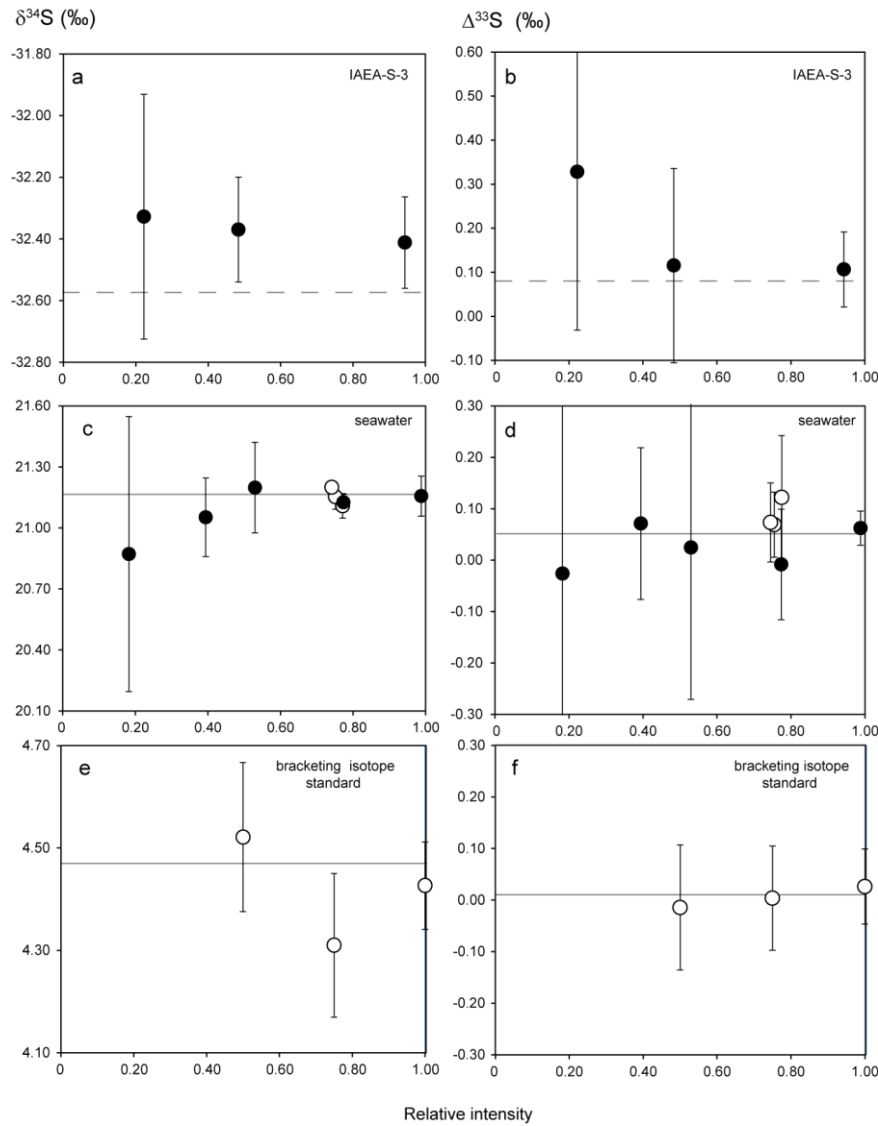 δ³⁴S (‰)
Δ³³S (‰)
a
IAEA-S-3
-31.80
-32.00
-32.20
-32.40
-32.60
-32.80
0 0.20 0.40 0.60 0.80 1.00
b
IAEA-S-3
0.60
0.50
0.40
0.30
0.20
0.10
0.00
-0.10
0 0.20 0.40 0.60 0.80 1.00
c
seawater
21.60
21.30
21.00
20.70
20.40
20.10
0 0.20 0.40 0.60 0.80 1.00
d
seawater
0.30
0.20
0.10
0.00
-0.10
-0.20
-0.30
0 0.20 0.40 0.60 0.80 1.00
e
bracketing isotope
standard
4.70
4.50
4.30
4.10
0 0.20 0.40 0.60 0.80 1.00
f
bracketing isotope
standard
0.30
0.20
0.10
0.00
-0.10
-0.20
-0.30
0 0.20 0.40 0.60 0.80 1.00
Relative intensity